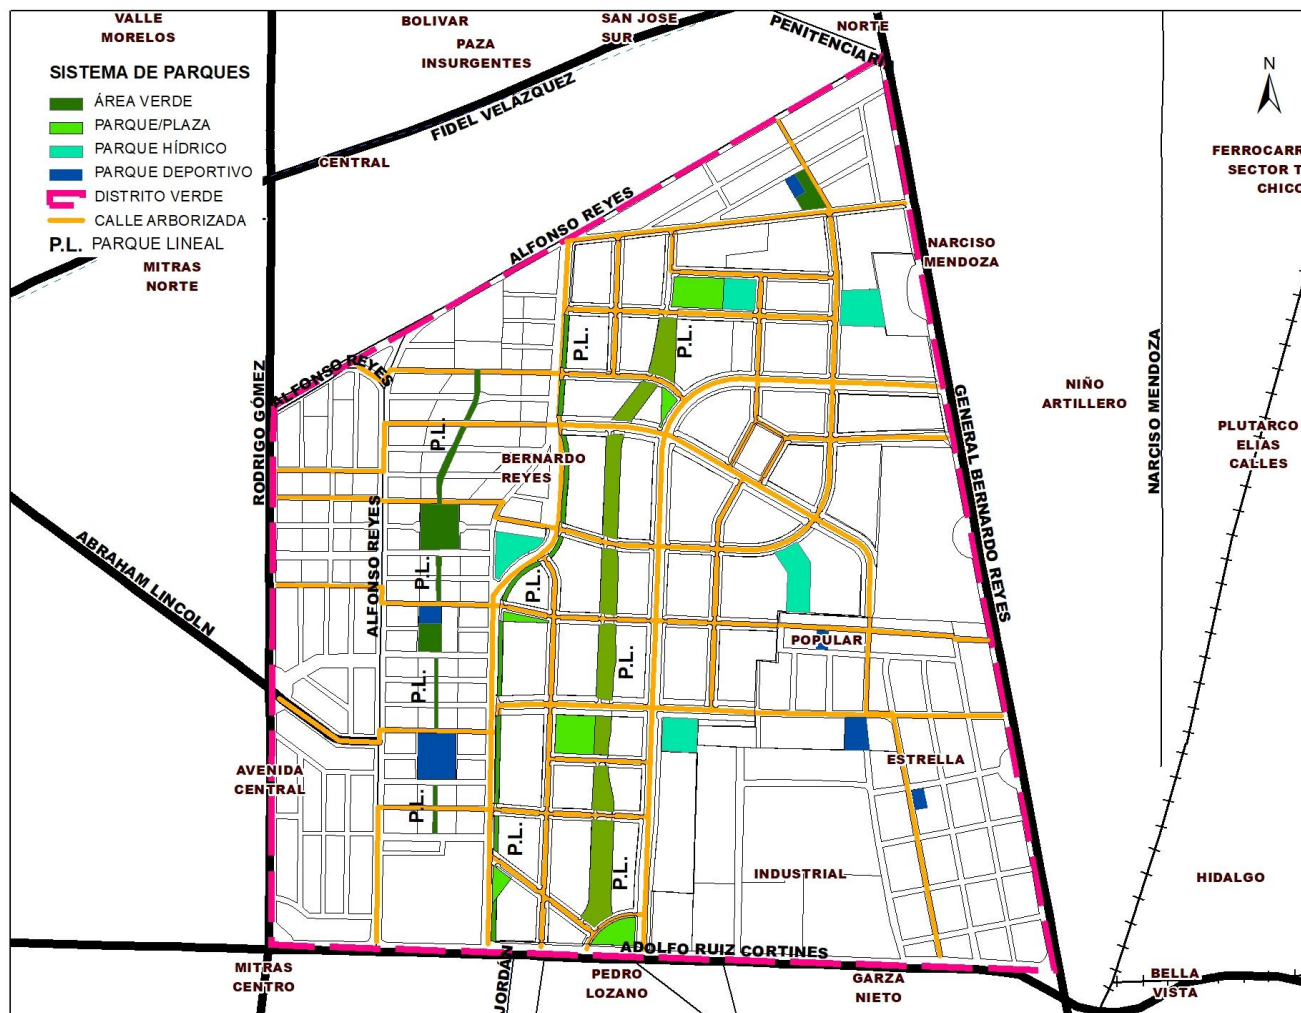 VALLE
MORELOS
BOLIVAR
SAN JOSE
SUR
PAZA
INSURGENTES
PENITENCIARIA
NORTE
N
SISTEMA DE PARQUES
ÁREA VERDE
PARQUE/PLAZA
PARQUE HÍDRICO
PARQUE DEPORTIVO
DISTRITO VERDE
CALLE ARBORIZADA
P.L. PARQUE LINEAL
FIDEL VELAZQUEZ
CENTRAL
FERROCARR
SECTOR T
CHICO
ALFONSO REYES
MITRAS
NORTE
NARCISO
MENDOZA
P.L.
P.L.
ALFONSO REYES
RODRIGO GÓMEZ
NARCISO MENDOZA
NIÑO
ARTILLERO
GENERAL BERNARDO REYES
PLUTARCO
ELIAS
CALLES
P.L.
BERNARDO
REYES
ABRAHAM LINCOLN
ALFONSO REYES
P.L.
P.L.
POPULAR
P.L.
P.L.
AVENIDA
CENTRAL
ESTRELLA
P.L.
P.L.
P.L.
INDUSTRIAL
HIDALGO
ADOLFO RUIZ CORTINES
MITRAS
CENTRO
JORDÁN
PEDRO
LOZANO
GARZA
NIETO
BELLA
VISTA